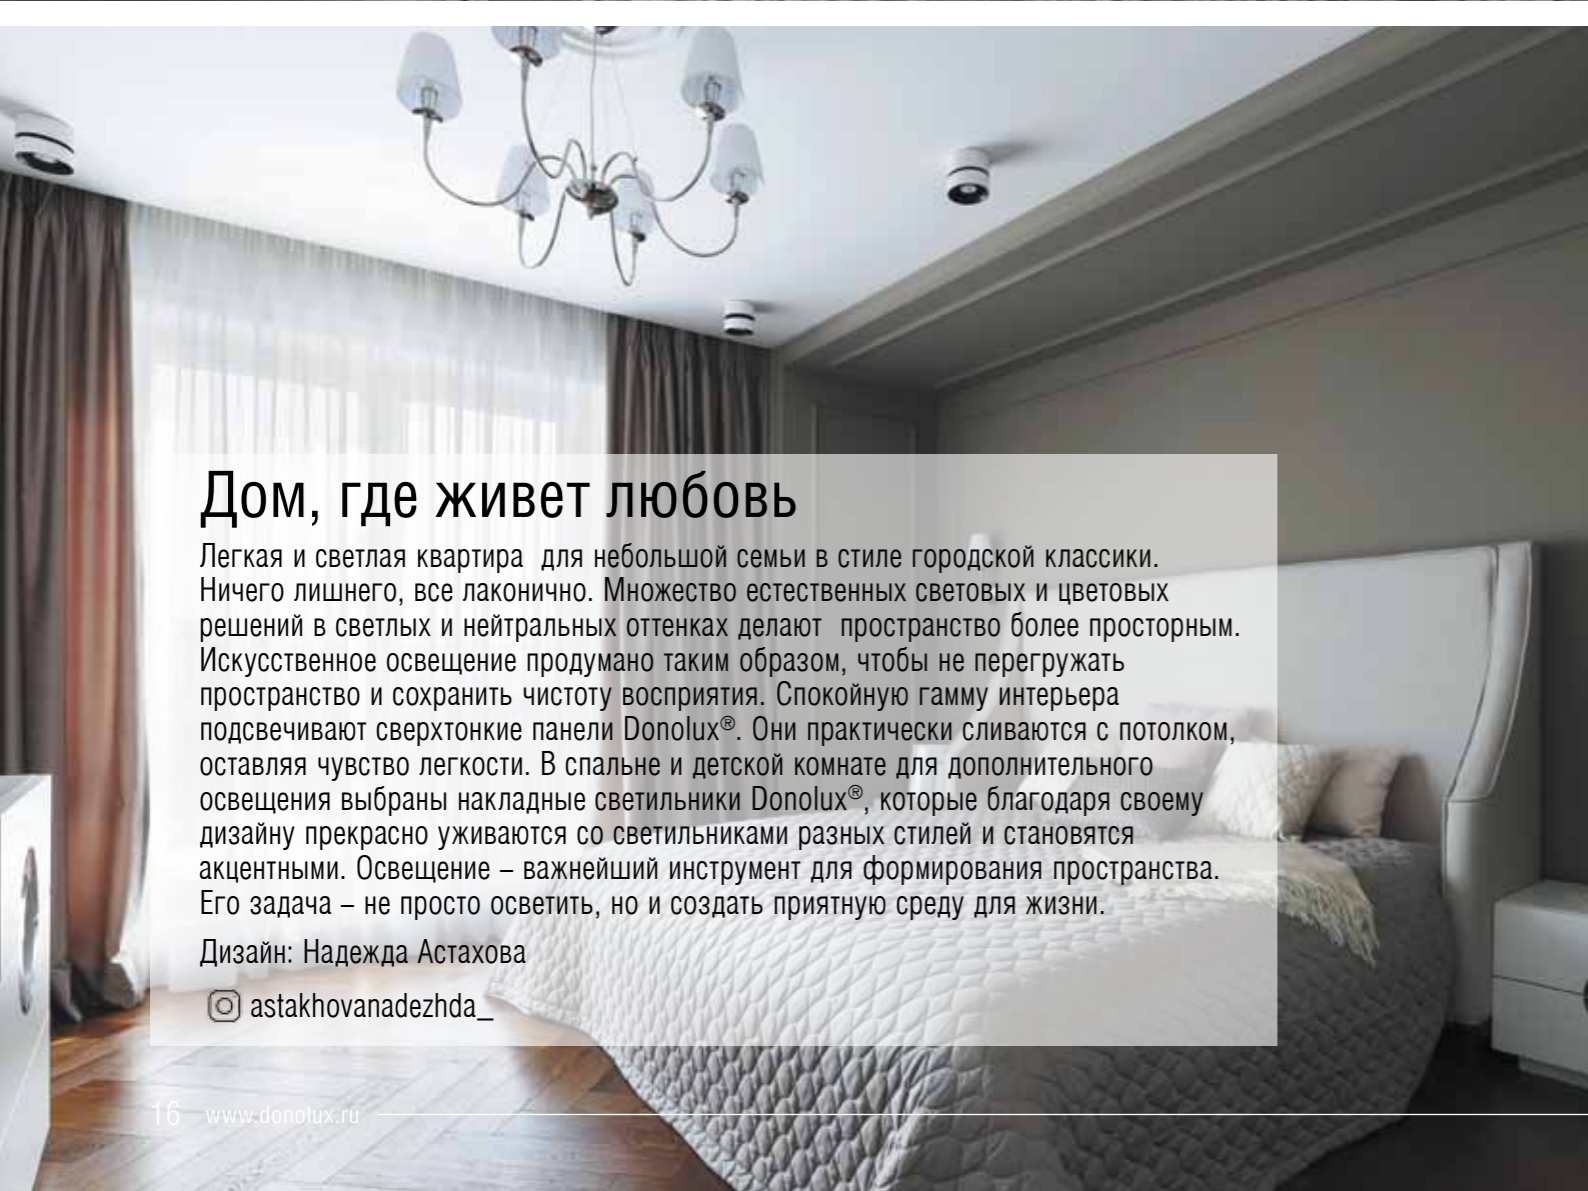 Дом, где живет любовь
Легкая и светлая квартира для небольшой семьи в стиле городской классики.
Ничего лишнего, все лаконично. Множество естественных световых и цветовых
решений в светлых и нейтральных оттенках делают пространство более просторным.
Искусственное освещение продумано таким образом, чтобы не перегружать
пространство и сохранить чистоту восприятия. Спокойную гамму интерьера
подсвечивают сверхтонкие панели Donolux®. Они практически сливаются с потолком,
оставляя чувство легкости. В спальне и детской комнате для дополнительного
освещения выбраны накладные светильники Donolux®, которые благодаря своему
дизайну прекрасно уживаются со светильниками разных стилей и становятся
акцентными. Освещение – важнейший инструмент для формирования пространства.
Его задача – не просто осветить, но и создать приятную среду для жизни.
Дизайн: Надежда Астахова
astakhovanadezhda_
16 www.donolux.ru